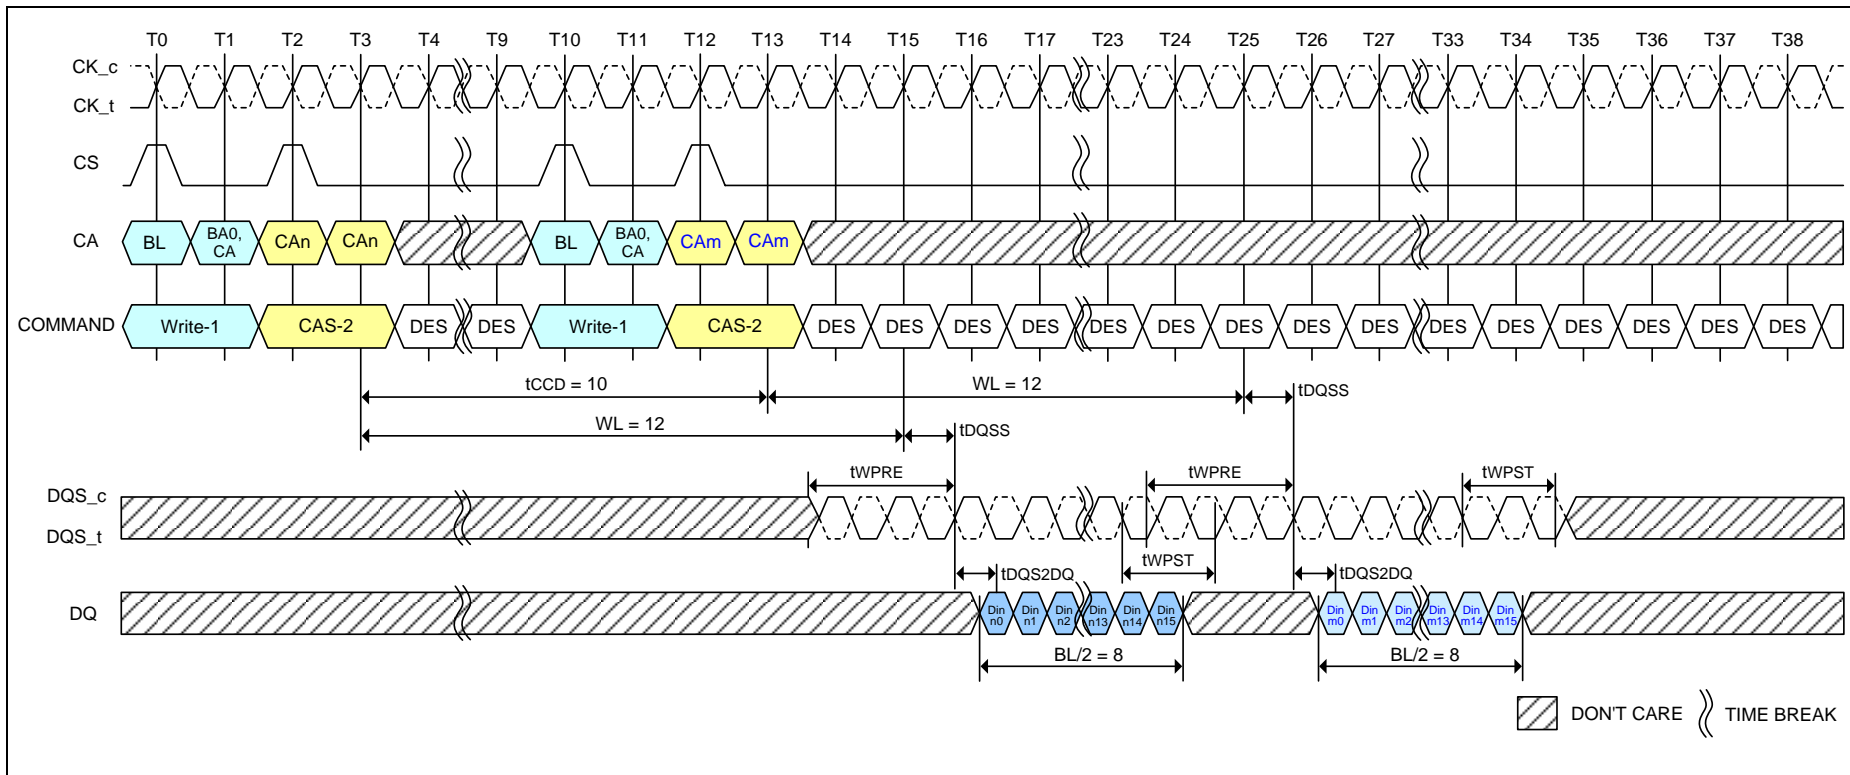 T0 T1 T2 T3 T4 T9 T10 T11 T12 T13 T14 T15 T16 T17 T23 T24 T25 T26 T27 T33 T34 T35 T36 T37 T38
CK_c
CK_t
CS
CA BL BA0, CA CAn CAn BL BA0, CA CAm CAm
COMMAND Write-1 CAS-2 DES DES Write-1 CAS-2 DES DES DES DES DES DES DES DES DES DES DES DES DES DES DES
tCCD = 10 WL = 12 tDQSS
WL = 12 tDQSS
tWPRE tWPRE tWPST
DQS_c
DQS_t
tWPST
tDQS2DQ tDQS2DQ
DQ Din n0 Din n1 Din n2 Din n13 Din n14 Din n15 Din m0 Din m1 Din m2 Din m13 Din m14 Din m15
BL/2 = 8 BL/2 = 8
DON'T CARE TIME BREAK